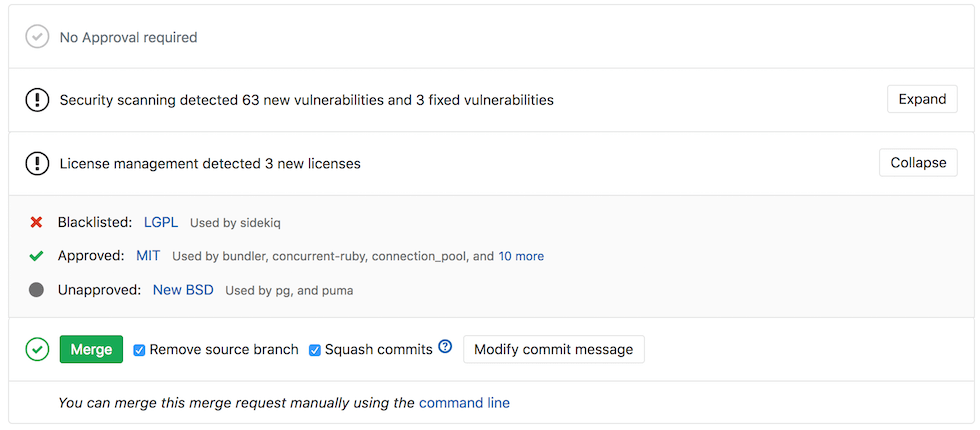 No Approval required
Security scanning detected 63 new vulnerabilities and 3 fixed vulnerabilities Expand
License management detected 3 new licenses Collapse
Blacklisted: LGPL Used by sidekiq
Approved: MIT Used by bundler, concurrent-ruby, connection_pool, and 10 more
Unapproved: New BSD Used by pg, and puma
Merge Remove source branch Squash commits ? Modify commit message
You can merge this merge request manually using the command line